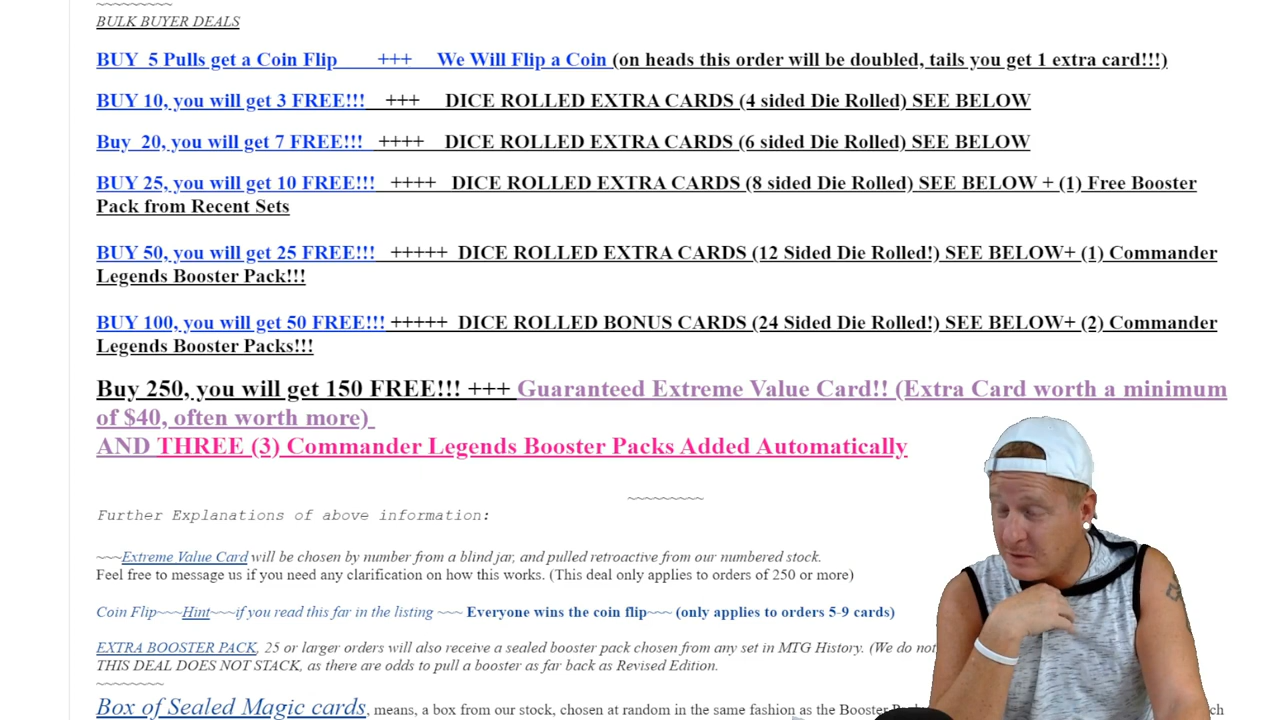 ~~~~~~~~~
BULK BUYER DEALS
BUY 5 Pulls get a Coin Flip +++ We Will Flip a Coin (on heads this order will be doubled, tails you get 1 extra card!!!)
BUY 10, you will get 3 FREE!!! +++ DICE ROLLED EXTRA CARDS (4 sided Die Rolled) SEE BELOW
Buy 20, you will get 7 FREE!!! ++++ DICE ROLLED EXTRA CARDS (6 sided Die Rolled) SEE BELOW
BUY 25, you will get 10 FREE!!! ++++ DICE ROLLED EXTRA CARDS (8 sided Die Rolled) SEE BELOW + (1) Free Booster
Pack from Recent Sets
BUY 50, you will get 25 FREE!!! +++++ DICE ROLLED EXTRA CARDS (12 Sided Die Rolled!) SEE BELOW+ (1) Commander
Legends Booster Pack!!!
BUY 100, you will get 50 FREE!!! +++++ DICE ROLLED BONUS CARDS (24 Sided Die Rolled!) SEE BELOW+ (2) Commander
Legends Booster Packs!!!
Buy 250, you will get 150 FREE!!! +++ Guaranteed Extreme Value Card!! (Extra Card worth a minimum
of $40, often worth more)
AND THREE (3) Commander Legends Booster Packs Added Automatically
~~~~~~~~~
Further Explanations of above information:
~~~Extreme Value Card will be chosen by number from a blind jar, and pulled retroactive from our numbered stock.
Feel free to message us if you need any clarification on how this works. (This deal only applies to orders of 250 or more)
Coin Flip~~~Hint~~~if you read this far in the listing ~~~ Everyone wins the coin flip~~~ (only applies to orders 5-9 cards)
EXTRA BOOSTER PACK, 25 or larger orders will also receive a sealed booster pack chosen from any set in MTG History. (We do not
THIS DEAL DOES NOT STACK, as there are odds to pull a booster as far back as Revised Edition.
~~~~~~~~
Box of Sealed Magic cards, means, a box from our stock, chosen at random in the same fashion as the Booster